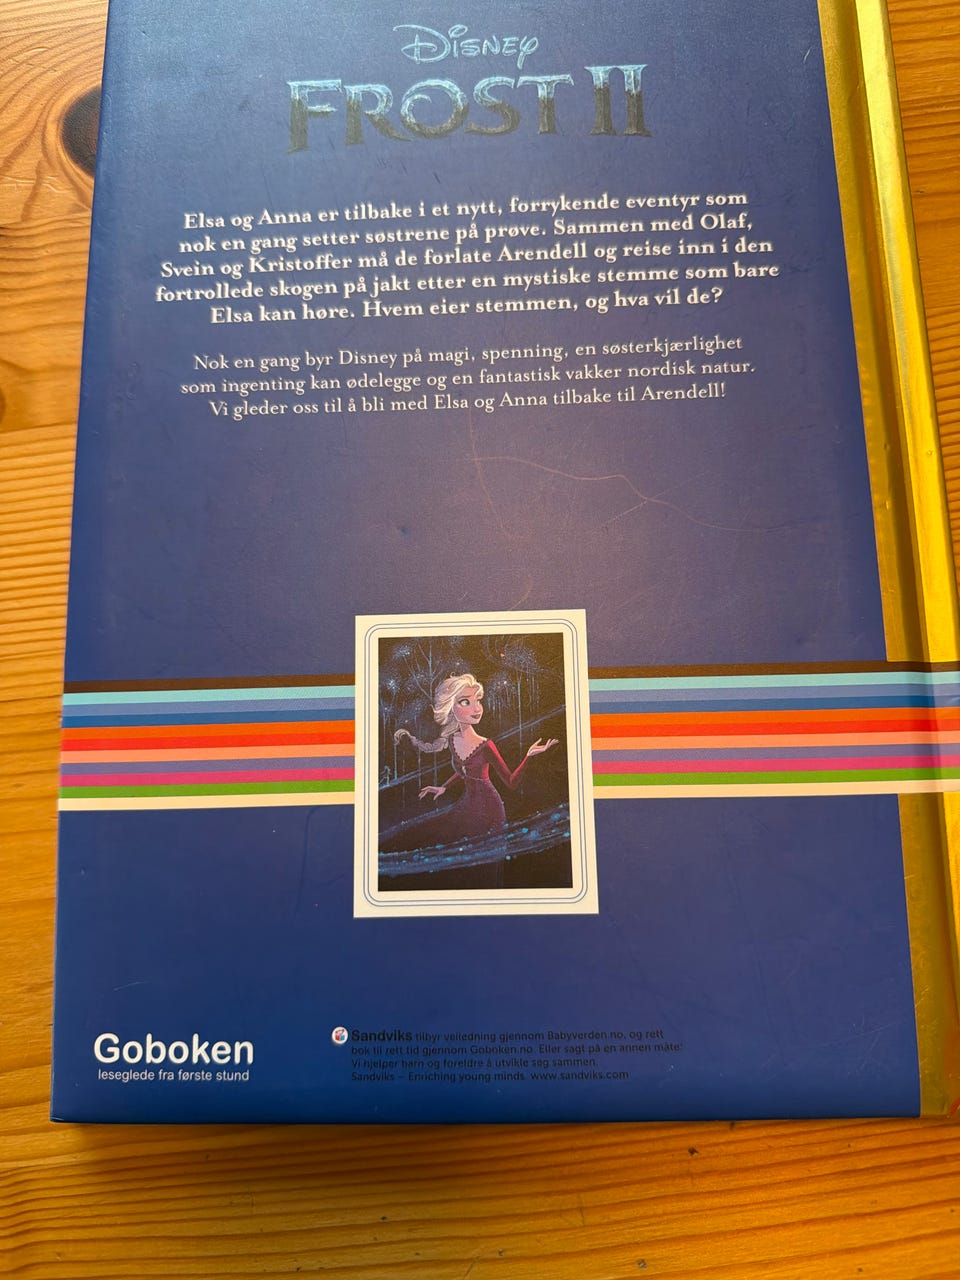 Disney
FROST II
Elsa og Anna er tilbake i et nytt, forrykende eventyr som
nok en gang setter søstrene på prøve. Sammen med Olaf,
Svein og Kristoffer må de forlate Arendell og reise inn i den
fortrollede skogen på jakt etter en mystiske stemme som bare
Elsa kan høre. Hvem eier stemmen, og hva vil de?
Nok en gang byr Disney på magi, spenning, en søsterkjærlighet
som ingenting kan ødelegge og en fantastisk vakker nordisk natur.
Vi gleder oss til å bli med Elsa og Anna tilbake til Arendell!
Goboken
leseglede fra første stund
Sandviks tilbyr veiledning gjennom Babyverden.no, og rett
bok til rett tid gjennom Goboken.no. Eller sagt på en annen måte:
Vi hjelper barn og foreldre å utvikle seg sammen.
Sandviks – Enriching young minds. www.sandviks.com